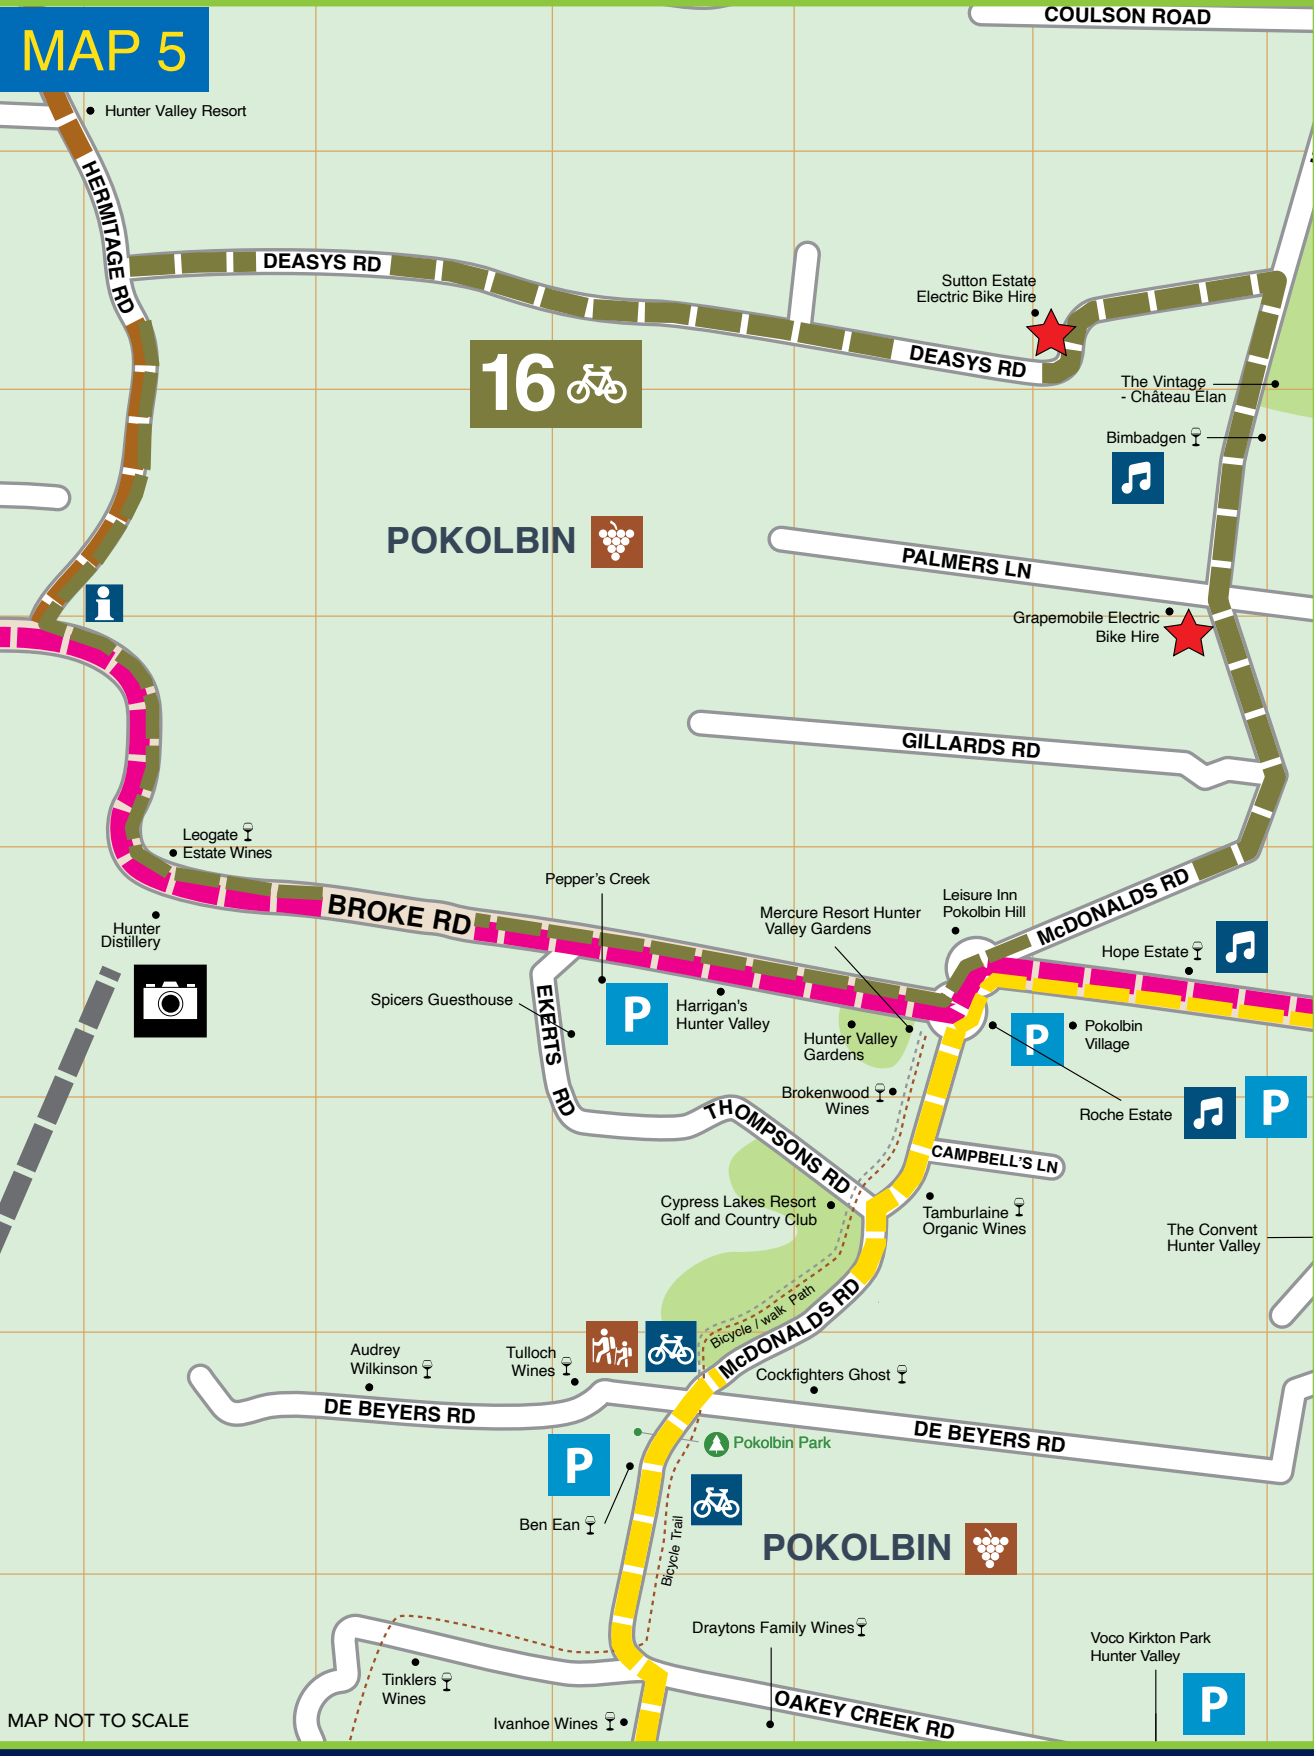 COULSON ROAD
MAP 5
Hunter Valley Resort
HERMITAGE RD
DEASYS RD
Sutton Estate
Electric Bike Hire
16
DEASYS RD
The Vintage
- Château Élan
Bimbadgen
POKOLBIN
PALMERS LN
i
Grapemobile Electric
Bike Hire
GILLARDS RD
Leogate
Estate Wines
Pepper's Creek
BROKE RD
Mercure Resort Hunter
Valley Gardens
Leisure Inn
Pokolbin Hill
McDONALDS RD
Hunter
Distillery
Hope Estate
Spicers Guesthouse
EKERTS RD
P
Harrigan's
Hunter Valley
Hunter Valley
Gardens
P
Pokolbin
Village
Brokenwood
Wines
Roche Estate
P
THOMPSONS RD
CAMPBELL'S LN
Cypress Lakes Resort
Golf and Country Club
Tamburlaine
Organic Wines
The Convent
Hunter Valley
Bicycle / walk Path
McDONALDS RD
Audrey
Wilkinson
Tulloch
Wines
Cockfighters Ghost
DE BEYERS RD
DE BEYERS RD
Pokolbin Park
P
Ben Ean
Bicycle Trail
POKOLBIN
Draytons Family Wines
Voco Kirkton Park
Hunter Valley
Tinklers
Wines
P
OAKEY CREEK RD
MAP NOT TO SCALE
Ivanhoe Wines